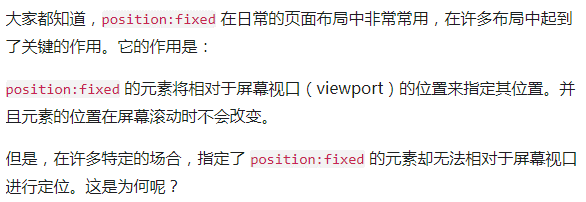 大家都知道，position:fixed 在日常的页面布局中非常常用，在许多布局中起到
了关键的作用。它的作用是：
position:fixed 的元素将相对于屏幕视口（viewport）的位置来指定其位置。并
且元素的位置在屏幕滚动时不会改变。
但是，在许多特定的场合，指定了 position:fixed 的元素却无法相对于屏幕视口
进行定位。这是为何呢？